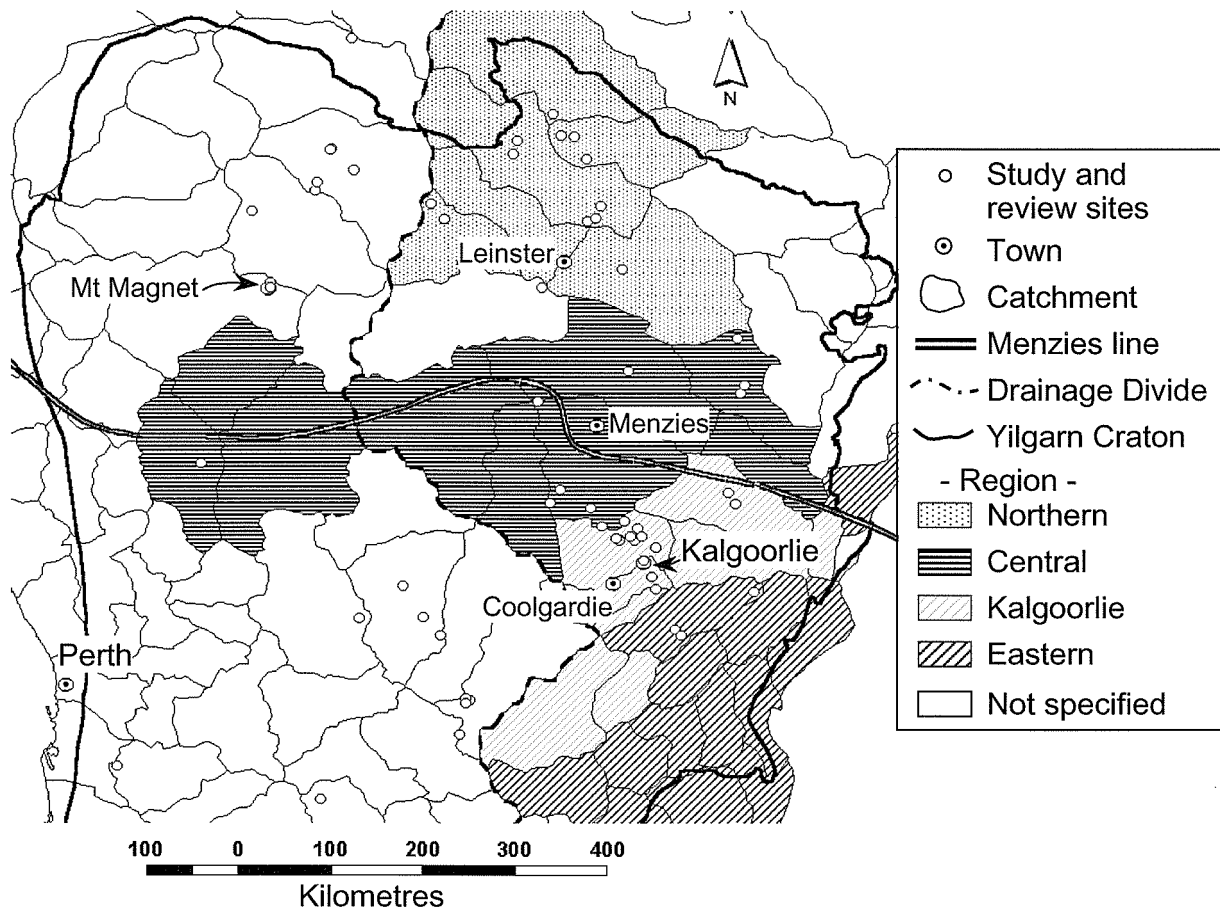 N
Leinster
Mt Magnet
Menzies
Kalgoorlie
Coolgardie
Perth
Study and
review sites
Town
Catchment
Menzies line
Drainage Divide
Yilgarn Craton
- Region -
Northern
Central
Kalgoorlie
Eastern
Not specified
100 0 100 200 300 400
Kilometres